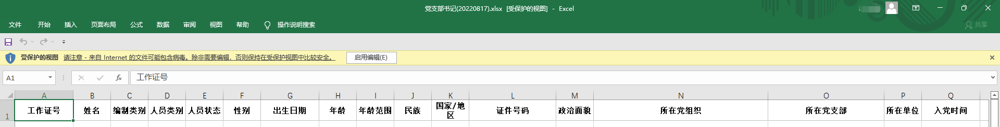 党支部书记(20220817).xlsx [受保护的视图] - Excel
文件 开始 插入 页面布局 公式 数据 审阅 视图 帮助 操作说明搜索 共享
受保护的视图 请注意 - 来自 Internet 的文件可能包含病毒。除非需要编辑，否则保持在受保护视图中比较安全。 启用编辑(E)
A1 fx 工作证号
A B C D E F G H I J K L M N O P Q
1 工作证号 姓名 编制类别 人员类别 人员状态 性别 出生日期 年龄 年龄范围 民族 国家/地区 证件号码 政治面貌 所在党组织 所在党支部 所在单位 入党时间